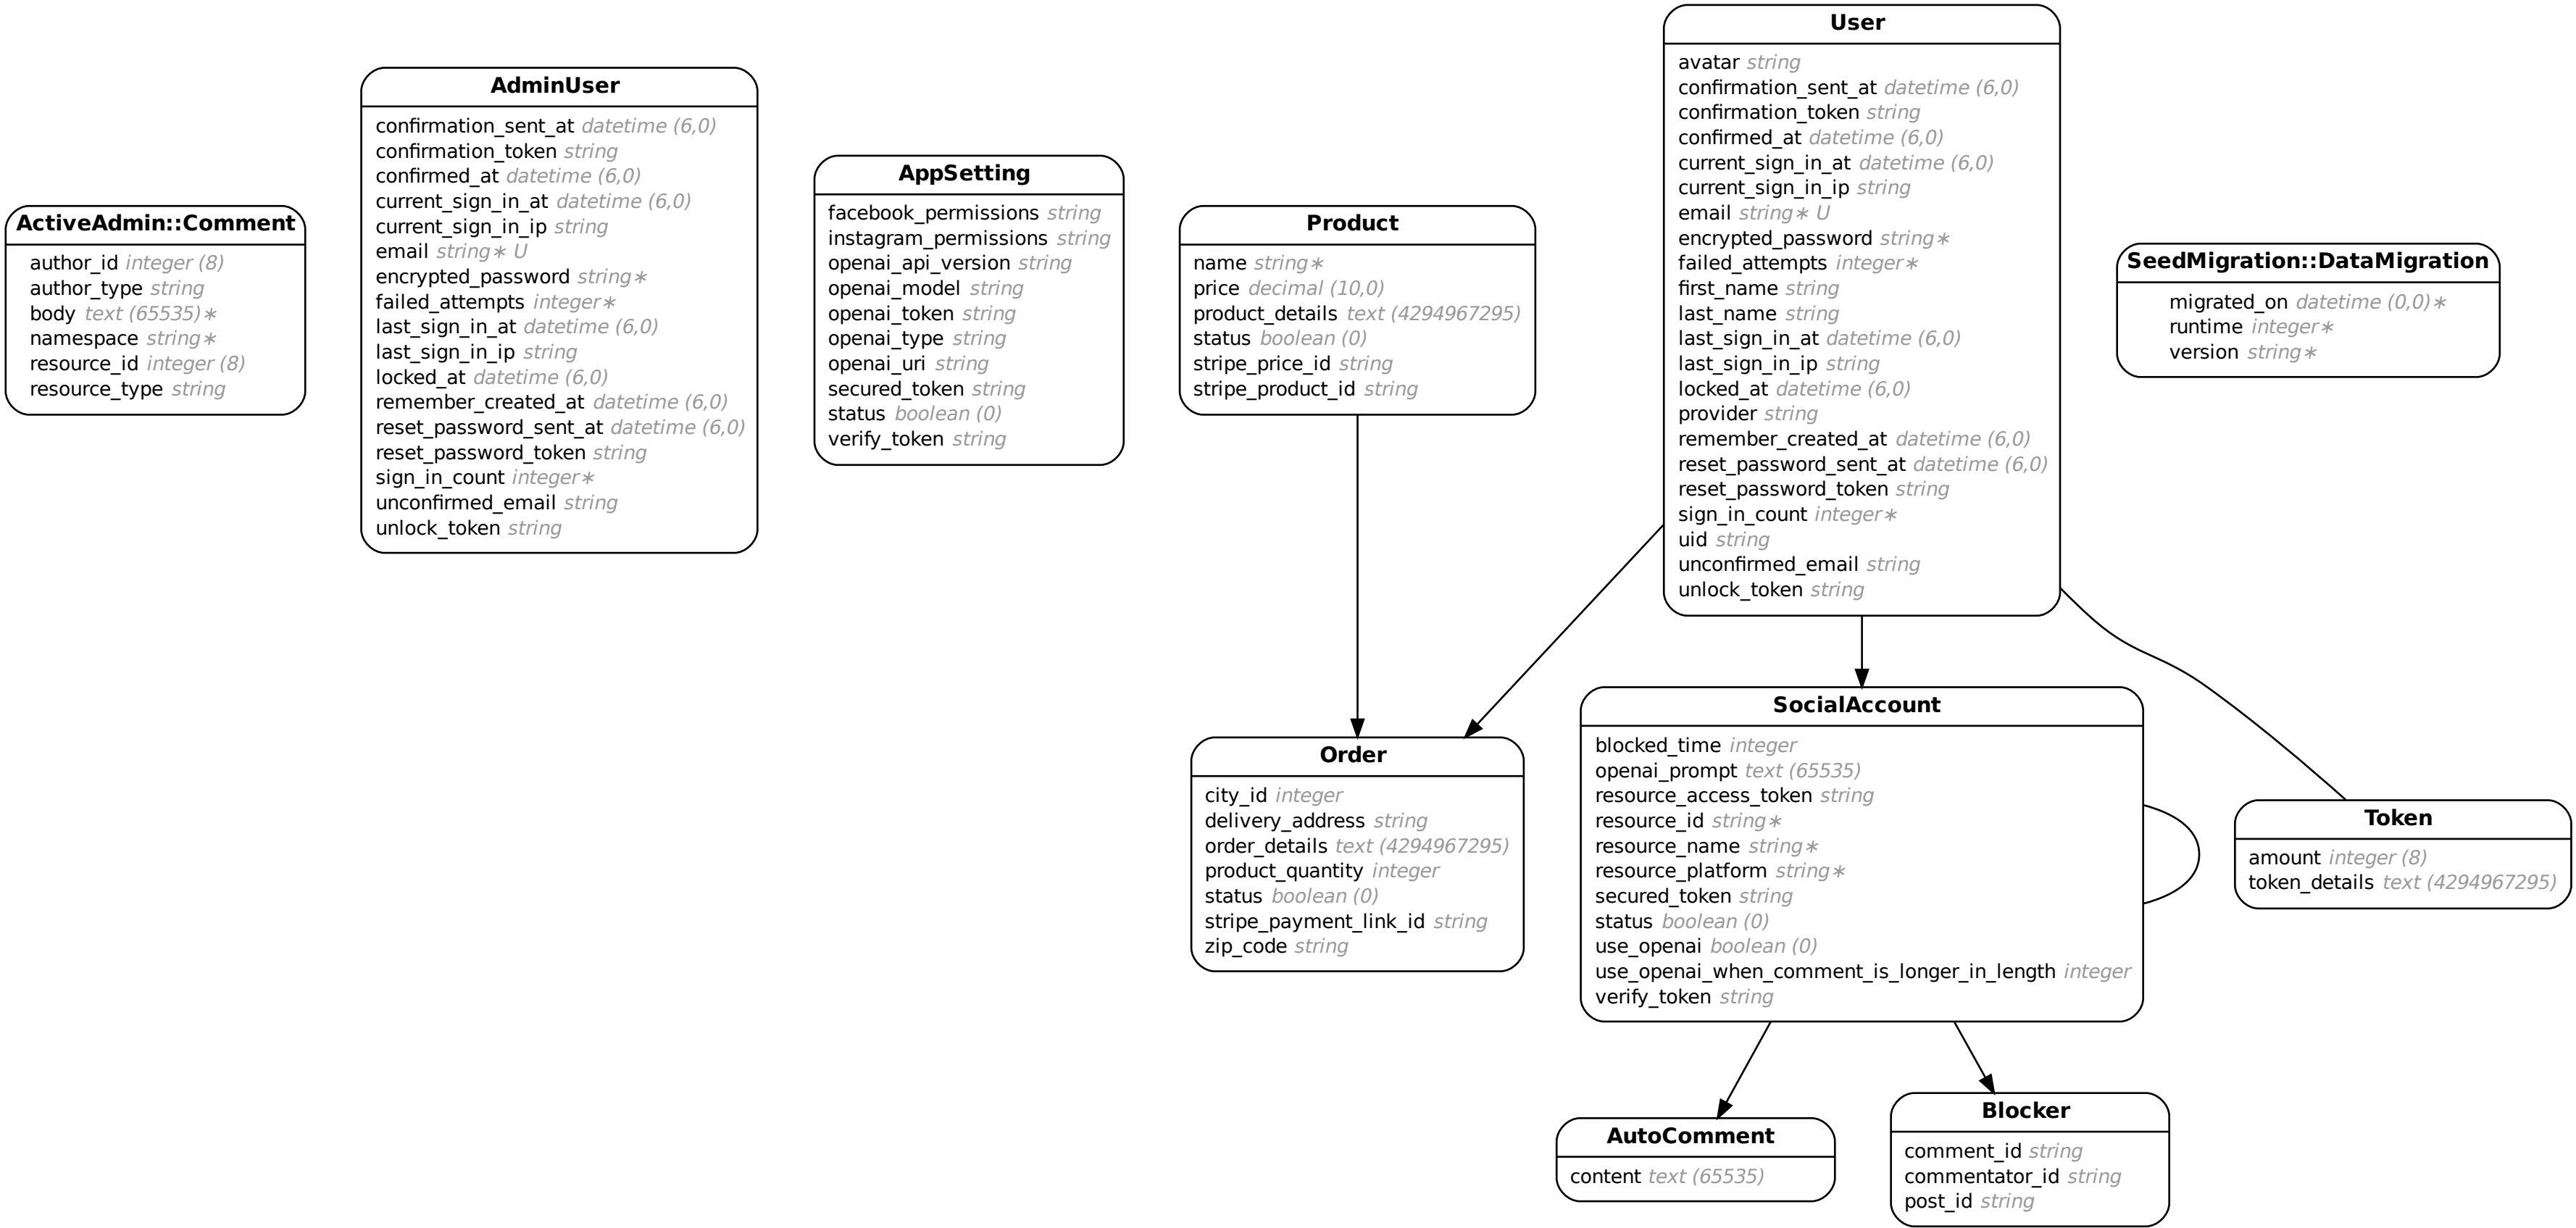 ActiveAdmin::Comment
author_id integer (8)
author_type string
body text (65535)∗
namespace string∗
resource_id integer (8)
resource_type string
AdminUser
confirmation_sent_at datetime (6,0)
confirmation_token string
confirmed_at datetime (6,0)
current_sign_in_at datetime (6,0)
current_sign_in_ip string
email string∗ U
encrypted_password string∗
failed_attempts integer∗
last_sign_in_at datetime (6,0)
last_sign_in_ip string
locked_at datetime (6,0)
remember_created_at datetime (6,0)
reset_password_sent_at datetime (6,0)
reset_password_token string
sign_in_count integer∗
unconfirmed_email string
unlock_token string
AppSetting
facebook_permissions string
instagram_permissions string
openai_api_version string
openai_model string
openai_token string
openai_type string
openai_uri string
secured_token string
status boolean (0)
verify_token string
Product
name string∗
price decimal (10,0)
product_details text (4294967295)
status boolean (0)
stripe_price_id string
stripe_product_id string
User
avatar string
confirmation_sent_at datetime (6,0)
confirmation_token string
confirmed_at datetime (6,0)
current_sign_in_at datetime (6,0)
current_sign_in_ip string
email string∗ U
encrypted_password string∗
failed_attempts integer∗
first_name string
last_name string
last_sign_in_at datetime (6,0)
last_sign_in_ip string
locked_at datetime (6,0)
provider string
remember_created_at datetime (6,0)
reset_password_sent_at datetime (6,0)
reset_password_token string
sign_in_count integer∗
uid string
unconfirmed_email string
unlock_token string
SeedMigration::DataMigration
migrated_on datetime (0,0)∗
runtime integer∗
version string∗
Order
city_id integer
delivery_address string
order_details text (4294967295)
product_quantity integer
status boolean (0)
stripe_payment_link_id string
zip_code string
SocialAccount
blocked_time integer
openai_prompt text (65535)
resource_access_token string
resource_id string∗
resource_name string∗
resource_platform string∗
secured_token string
status boolean (0)
use_openai boolean (0)
use_openai_when_comment_is_longer_in_length integer
verify_token string
Token
amount integer (8)
token_details text (4294967295)
AutoComment
content text (65535)
Blocker
comment_id string
commentator_id string
post_id string